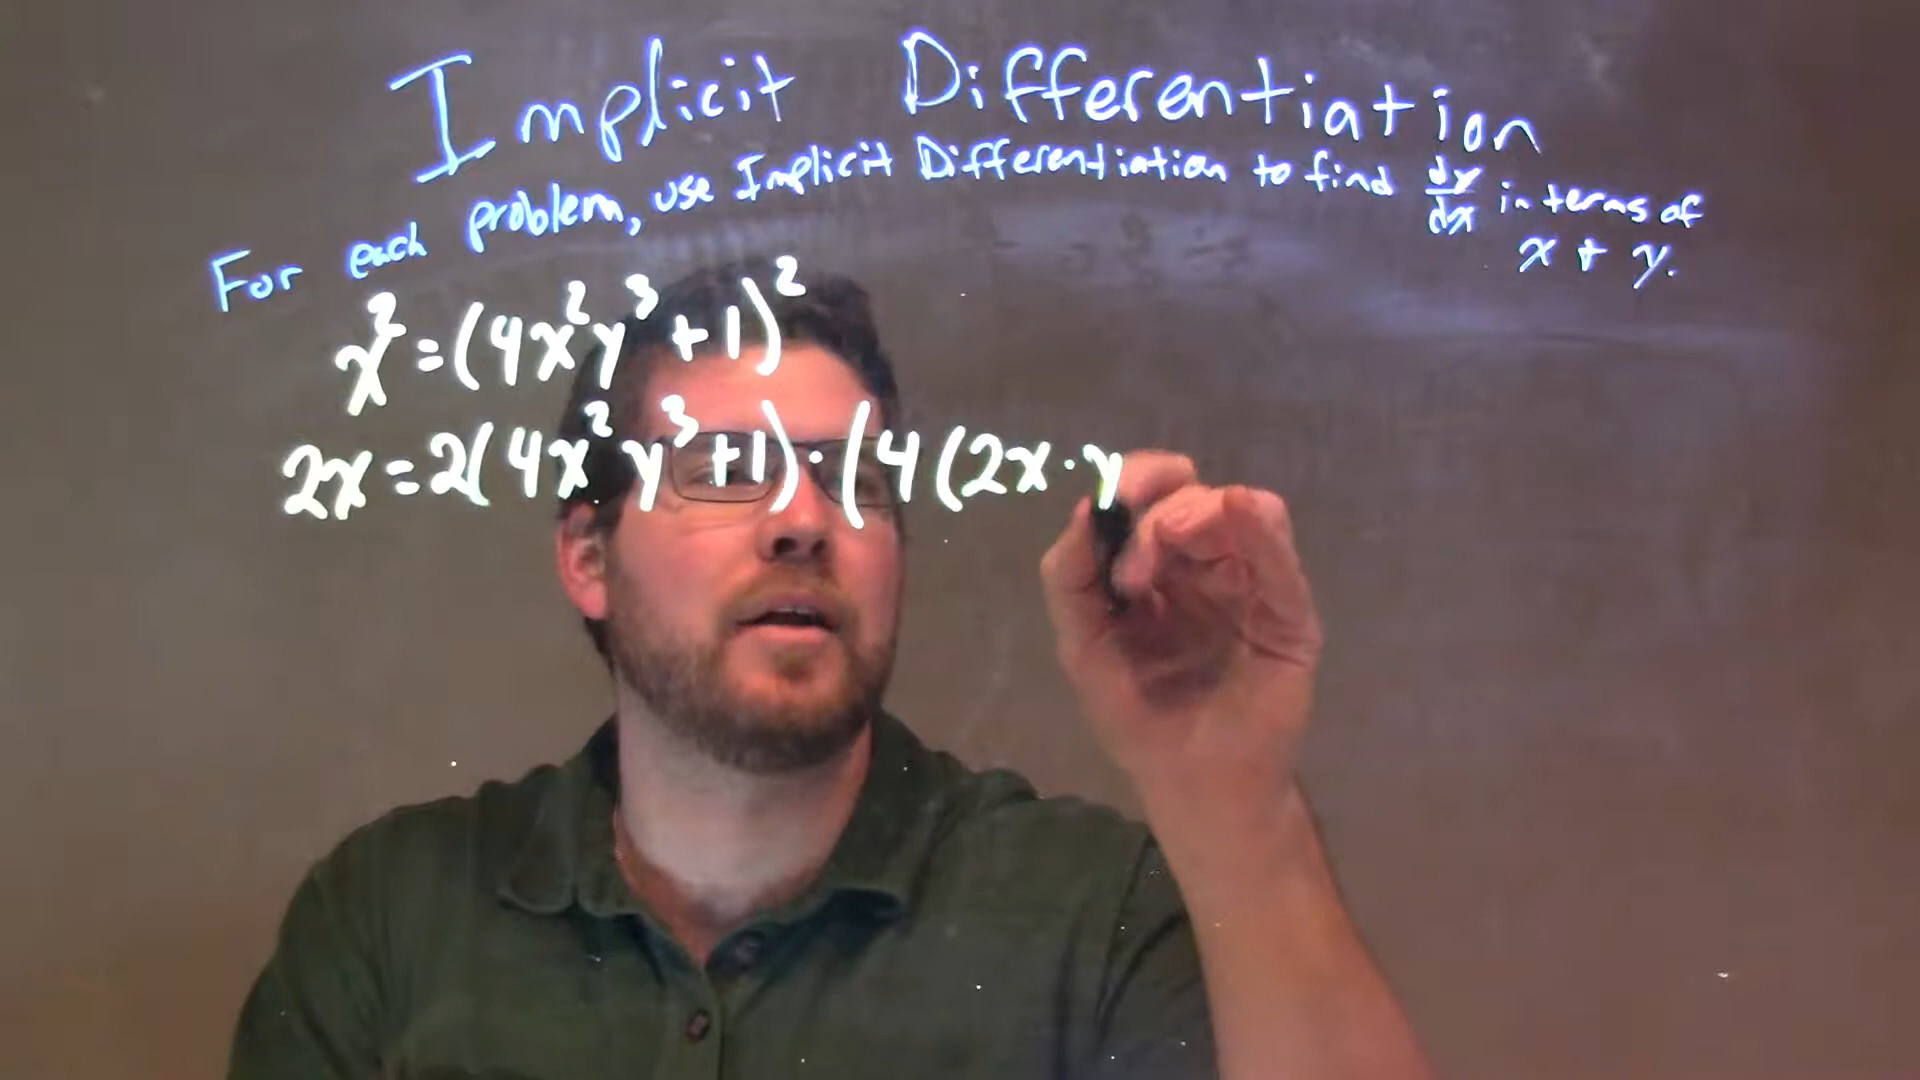 Implicit Differentiation
For each problem, use Implicit Differentiation to find dy/dx in terms of
x + y.
x² = (4x²y³ + 1)²
2x = 2(4x²y³ + 1) · (4(2x · y